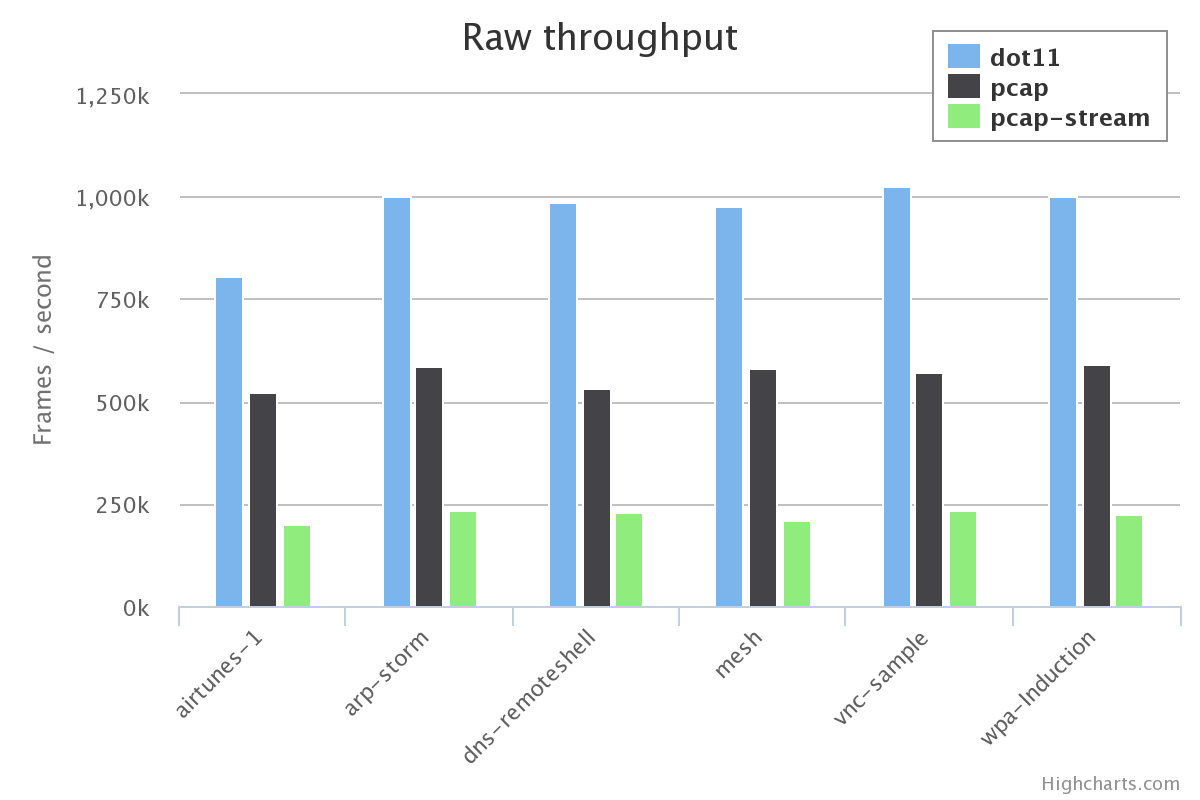 Raw throughput
dot11
pcap
pcap-stream
Frames / second
1,250k
1,000k
750k
500k
250k
0k
airtunes-1
arp-storm
dns-remoteshell
mesh
vnc-sample
wpa-Induction
Highcharts.com